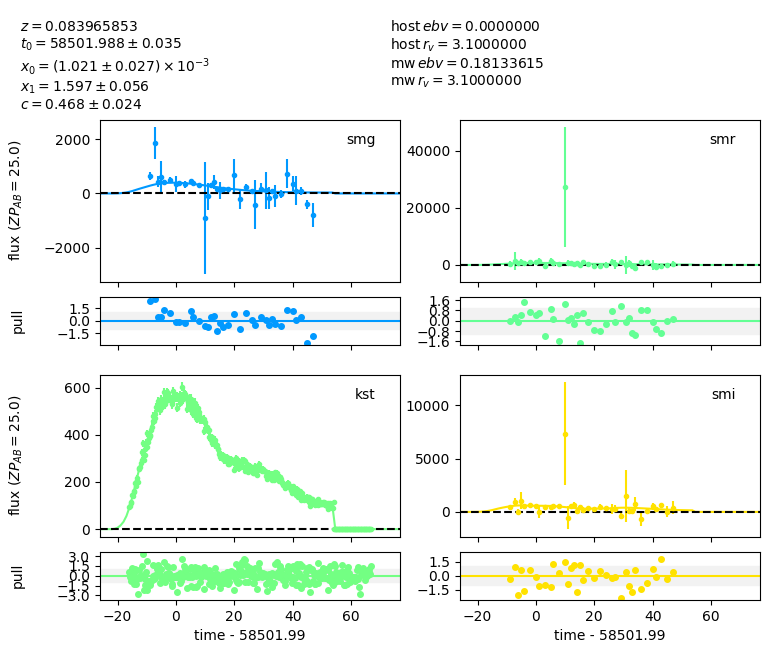 z = 0.083965853
t₀ = 58501.988 ± 0.035
x₀ = (1.021 ± 0.027) × 10⁻³
x₁ = 1.597 ± 0.056
c = 0.468 ± 0.024
host ebv = 0.0000000
host r_v = 3.1000000
mw ebv = 0.18133615
mw r_v = 3.1000000
smg
2000
0
−2000
flux (ZP_AB = 25.0)
smr
40000
20000
0
1.5
0.0
−1.5
pull
1.6
0.8
0.0
−0.8
−1.6
kst
600
400
200
0
flux (ZP_AB = 25.0)
smi
10000
5000
0
3.0
1.5
0.0
−1.5
−3.0
pull
−20 0 20 40 60
time - 58501.99
1.5
0.0
−1.5
−20 0 20 40 60
time - 58501.99